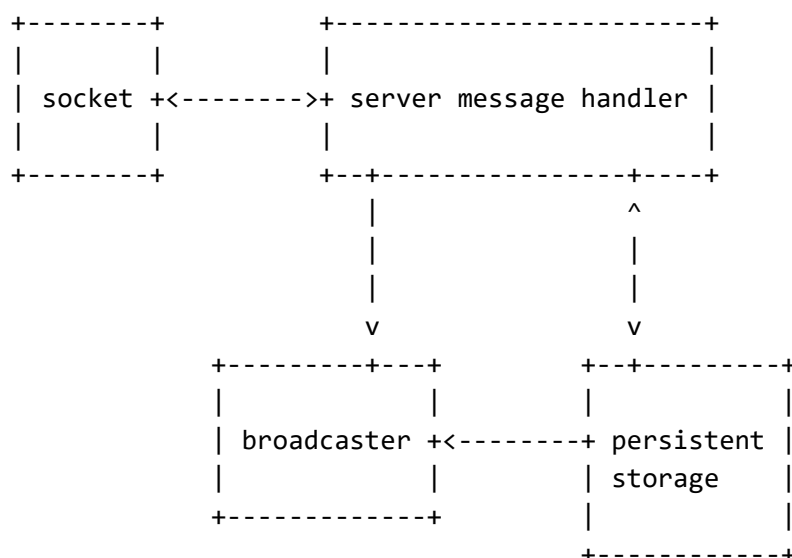 socket
server message handler
broadcaster
persistent
storage